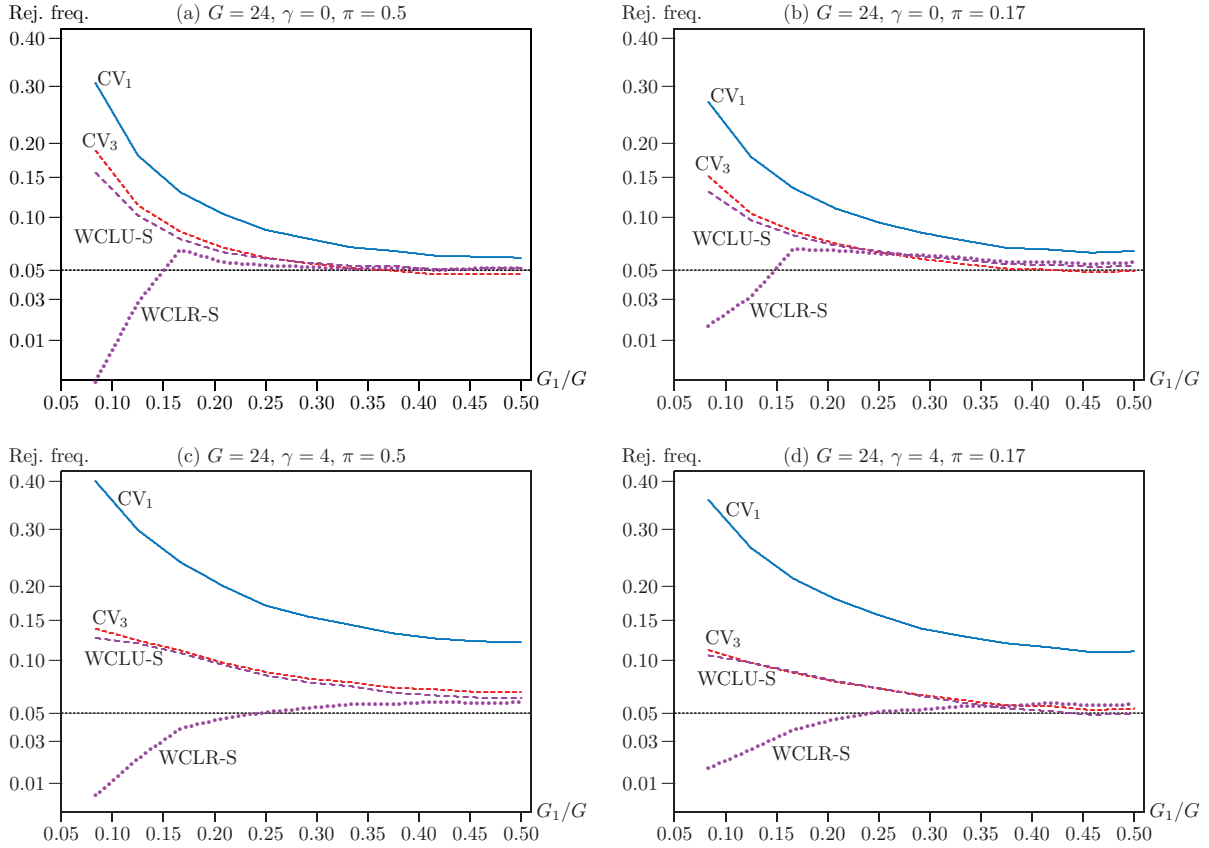 Rej. freq.
(a) G = 24, γ = 0, π = 0.5
0.40
0.30
0.20
0.15
0.10
0.05
0.03
0.01
CV₁
CV₃
WCLU-S
WCLR-S
0.05 0.10 0.15 0.20 0.25 0.30 0.35 0.40 0.45 0.50
G₁/G
Rej. freq.
(b) G = 24, γ = 0, π = 0.17
0.40
0.30
0.20
0.15
0.10
0.05
0.03
0.01
CV₁
CV₃
WCLU-S
WCLR-S
0.05 0.10 0.15 0.20 0.25 0.30 0.35 0.40 0.45 0.50
G₁/G
Rej. freq.
(c) G = 24, γ = 4, π = 0.5
0.40
0.30
0.20
0.15
0.10
0.05
0.03
0.01
CV₁
CV₃
WCLU-S
WCLR-S
0.05 0.10 0.15 0.20 0.25 0.30 0.35 0.40 0.45 0.50
G₁/G
Rej. freq.
(d) G = 24, γ = 4, π = 0.17
0.40
0.30
0.20
0.15
0.10
0.05
0.03
0.01
CV₁
CV₃
WCLU-S
WCLR-S
0.05 0.10 0.15 0.20 0.25 0.30 0.35 0.40 0.45 0.50
G₁/G